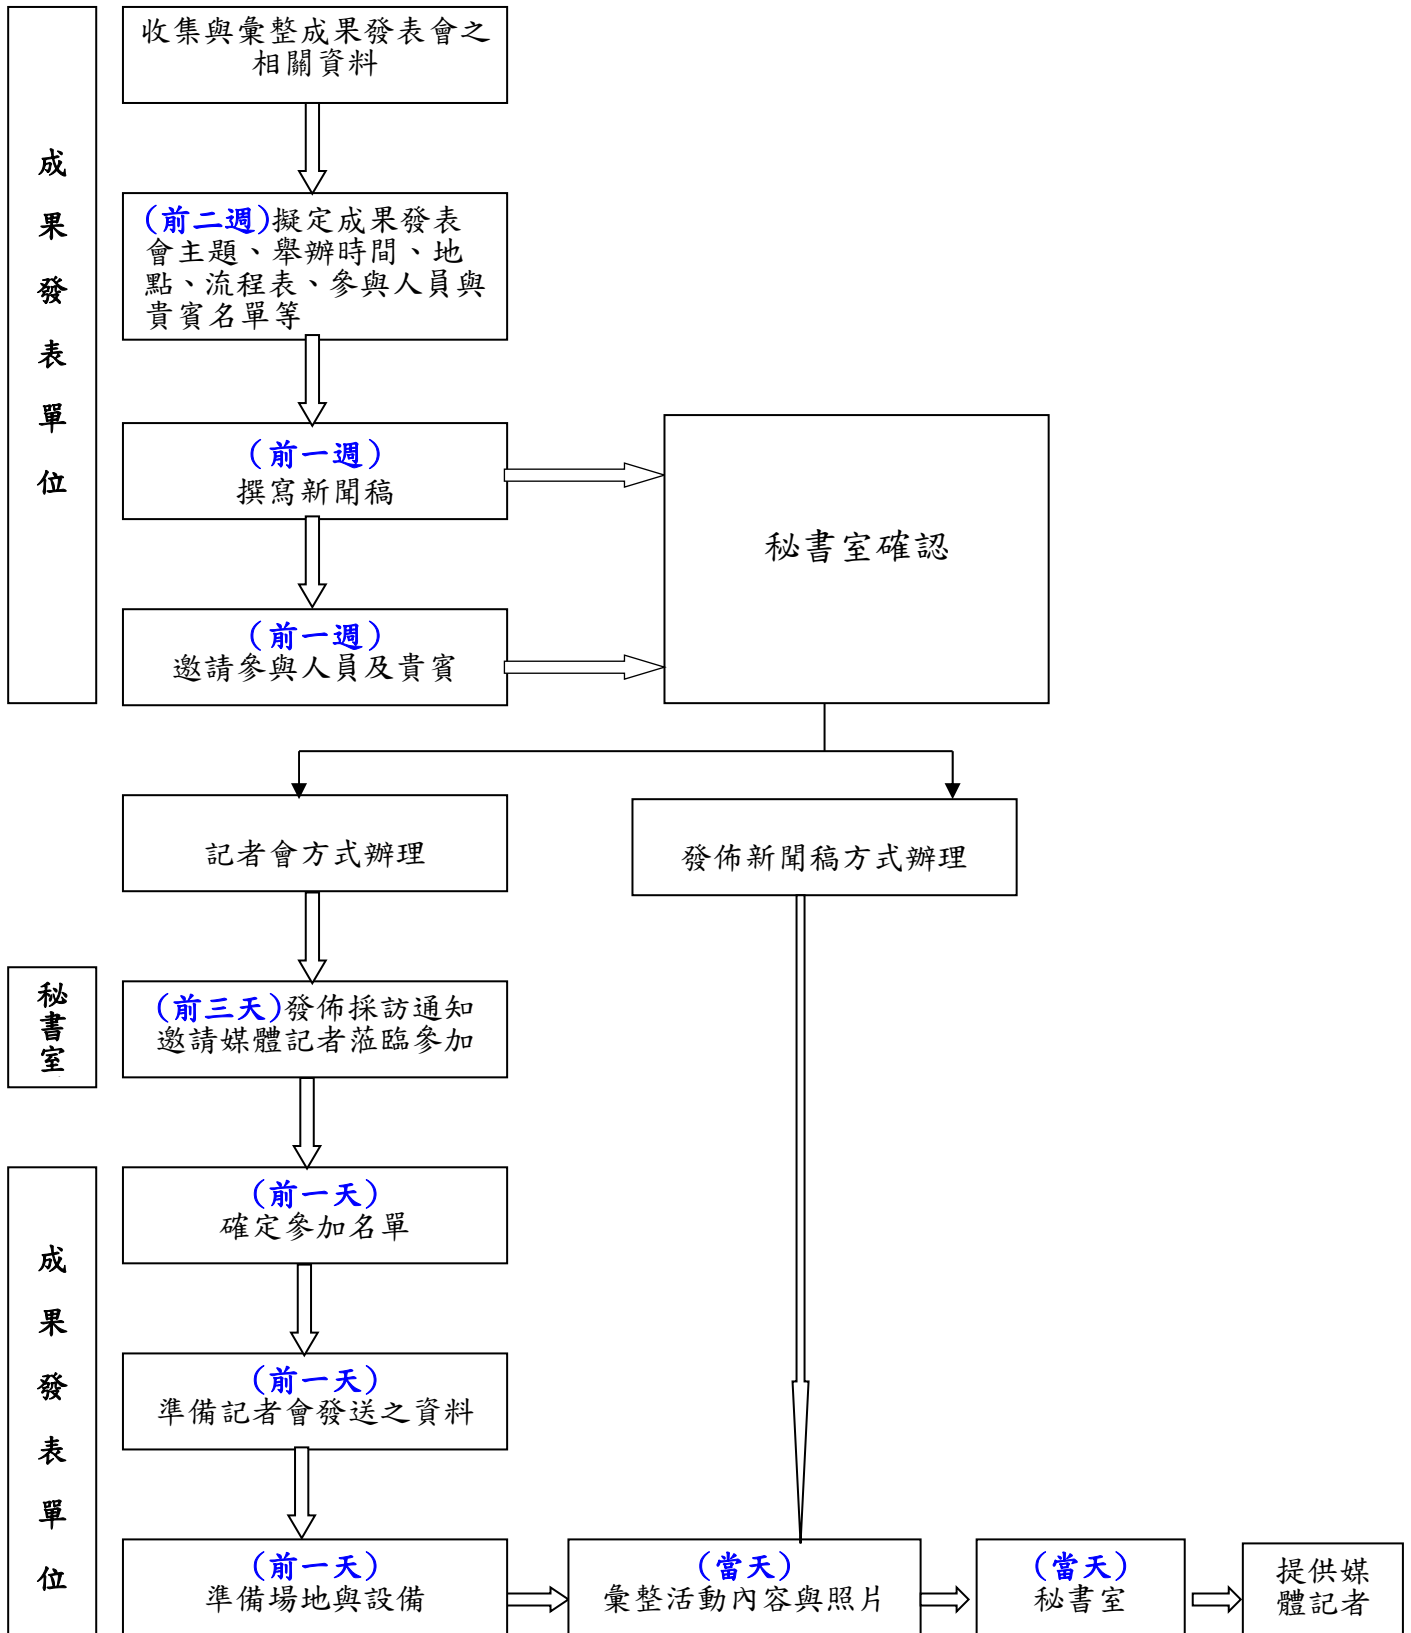 成果發表單位
收集與彙整成果發表會之
相關資料
(前二週)擬定成果發表
會主題、舉辦時間、地
點、流程表、參與人員與
貴賓名單等
(前一週)
撰寫新聞稿
(前一週)
邀請參與人員及貴賓
秘書室確認
記者會方式辦理
發佈新聞稿方式辦理
秘書室
(前三天)發佈採訪通知
邀請媒體記者蒞臨參加
成果發表單位
(前一天)
確定參加名單
(前一天)
準備記者會發送之資料
(前一天)
準備場地與設備
(當天)
彙整活動內容與照片
(當天)
秘書室
提供媒
體記者